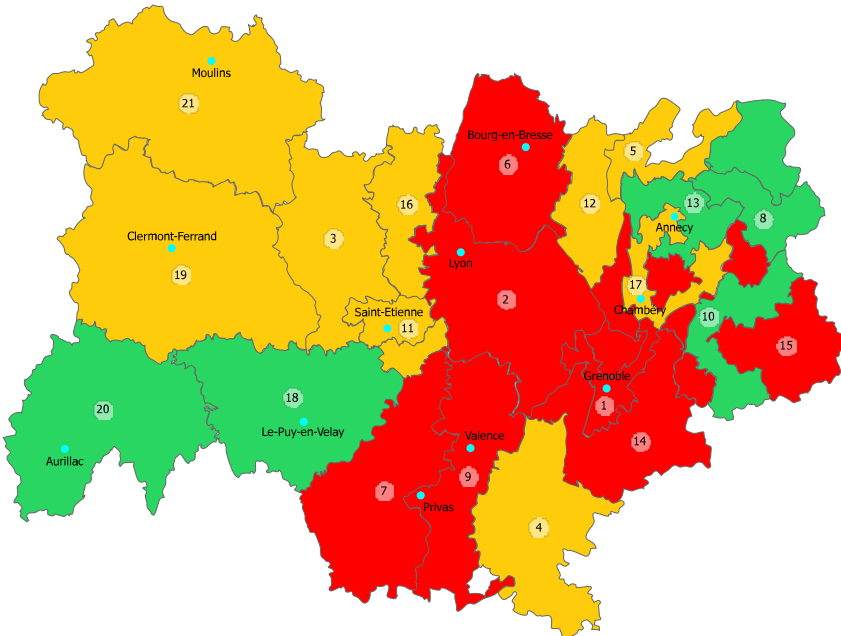 Moulins
21
Bourg-en-Bresse
6
5
12
16
13
8
Annecy
Clermont-Ferrand
19
3
Lyon
2
17
Chambéry
10
15
Saint-Etienne
11
Grenoble
1
14
18
20
Le-Puy-en-Velay
Aurillac
Valence
9
7
Privas
4